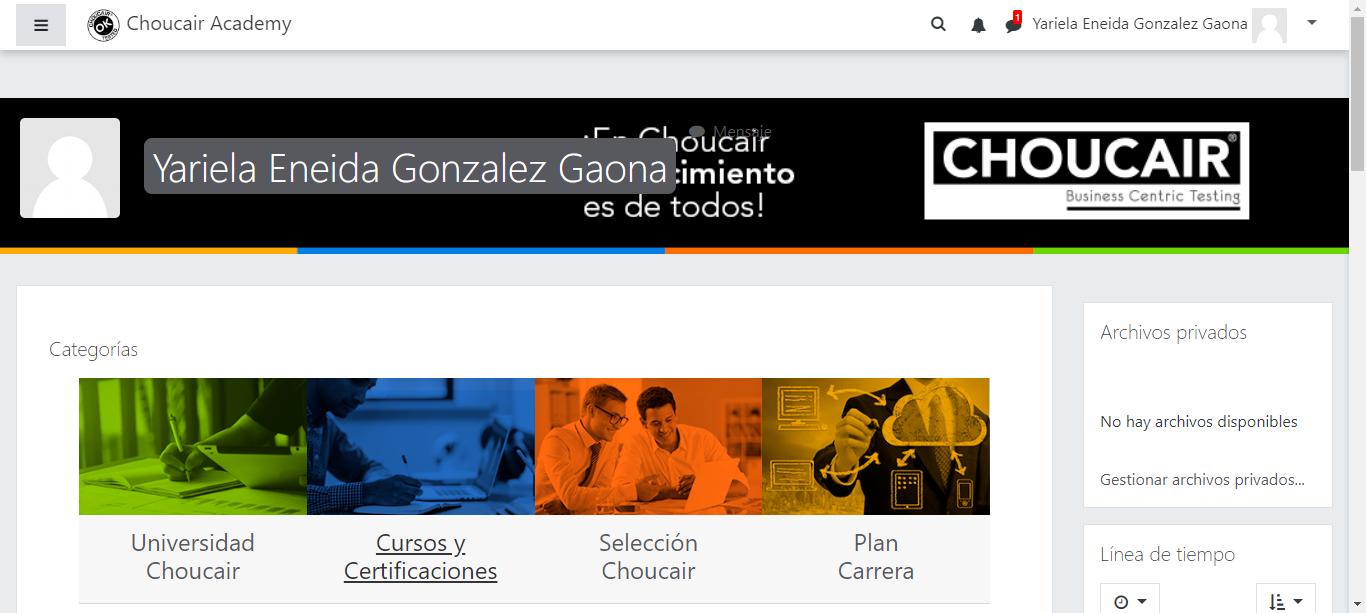 Choucair Academy
1
Yariela Eneida Gonzalez Gaona
Mensaje
¡En Choucair
Yariela Eneida Gonzalez Gaona
es de todos!
CHOUCAIR®
Business Centric Testing
Categorías
Universidad
Choucair
Cursos y
Certificaciones
Selección
Choucair
Plan
Carrera
Archivos privados
No hay archivos disponibles
Gestionar archivos privados...
Línea de tiempo